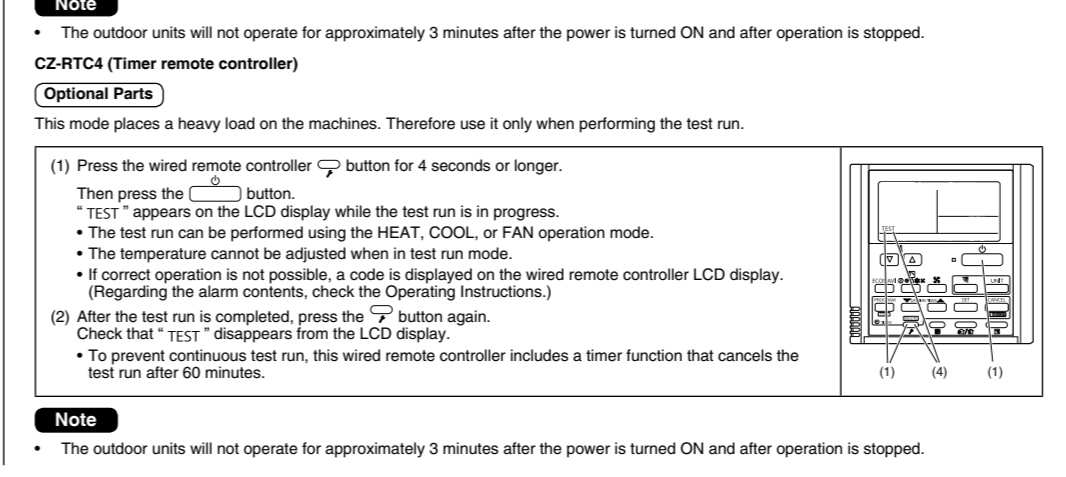 Note
• The outdoor units will not operate for approximately 3 minutes after the power is turned ON and after operation is stopped.
CZ-RTC4 (Timer remote controller)
Optional Parts
This mode places a heavy load on the machines. Therefore use it only when performing the test run.
(1) Press the wired remote controller button for 4 seconds or longer.
Then press the button.
“ TEST ” appears on the LCD display while the test run is in progress.
• The test run can be performed using the HEAT, COOL, or FAN operation mode.
• The temperature cannot be adjusted when in test run mode.
• If correct operation is not possible, a code is displayed on the wired remote controller LCD display.
(Regarding the alarm contents, check the Operating Instructions.)
(2) After the test run is completed, press the button again.
Check that “ TEST ” disappears from the LCD display.
• To prevent continuous test run, this wired remote controller includes a timer function that cancels the
test run after 60 minutes.
TEST
UNIT
PROGRAM SET CANCEL
(1) (4) (1)
Note
• The outdoor units will not operate for approximately 3 minutes after the power is turned ON and after operation is stopped.